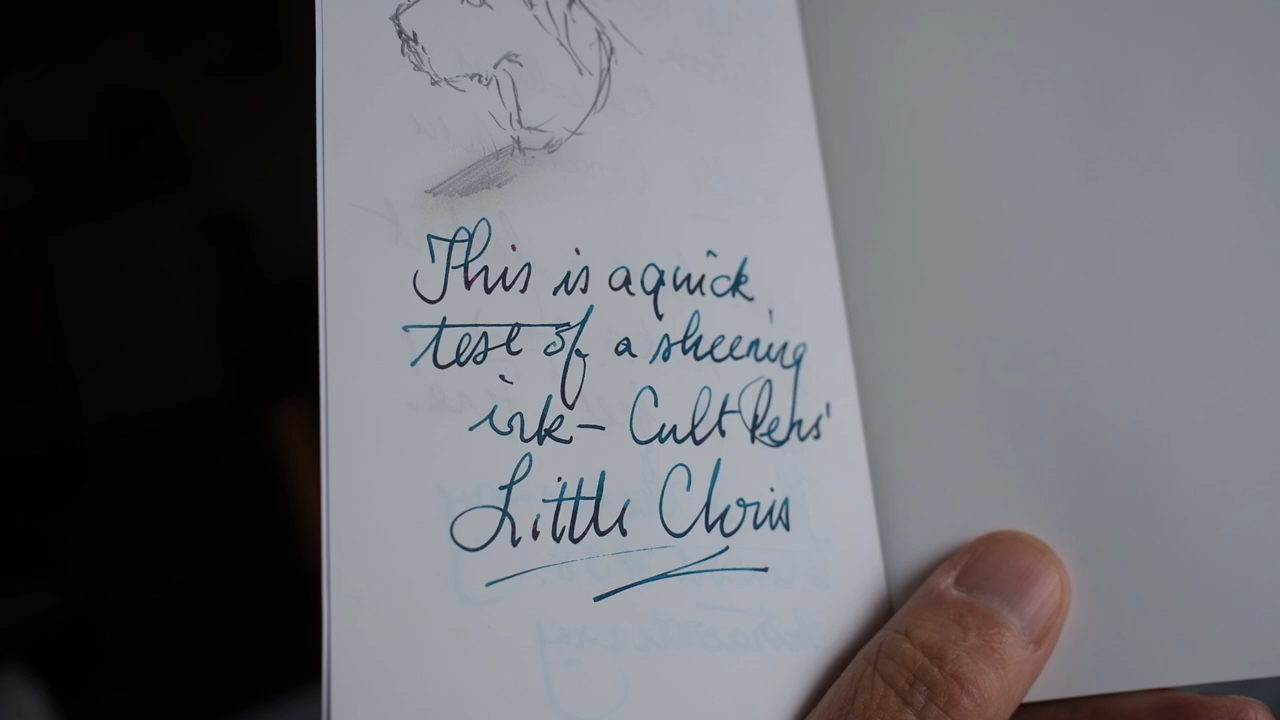 This is a quick
test of a sheening
ink – Cult Pens'
Little Chris